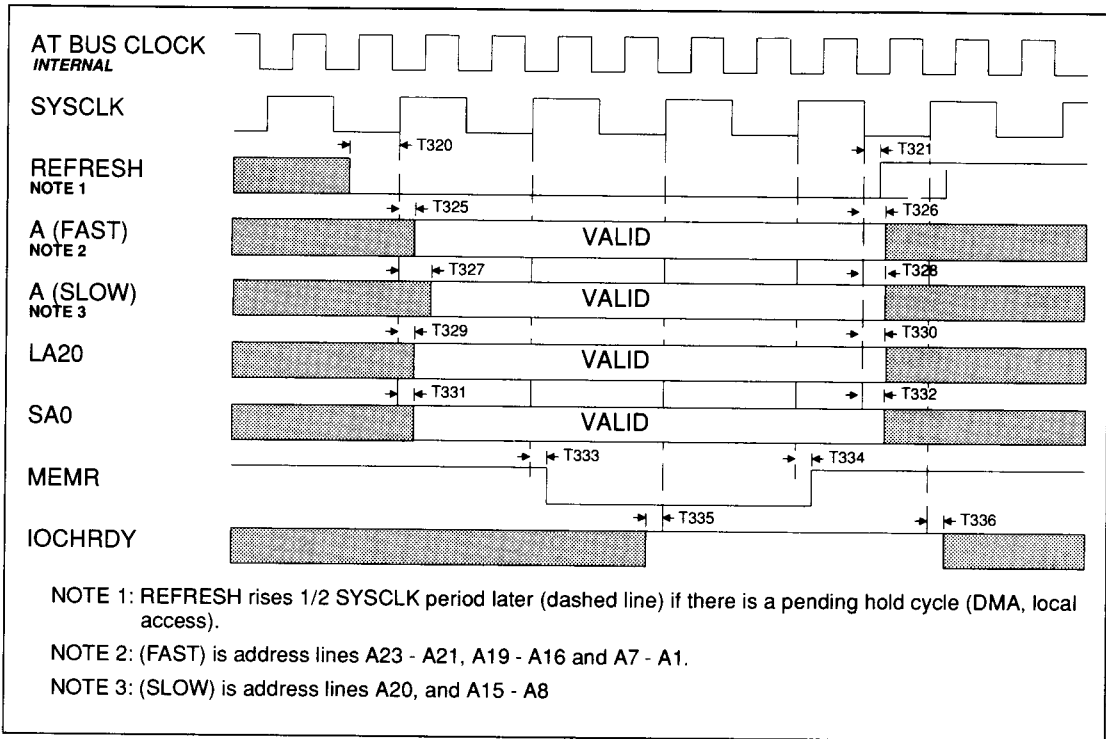 AT BUS CLOCK
INTERNAL
SYSCLK
T320
T321
REFRESH
NOTE 1
T325
T326
A (FAST)
NOTE 2
VALID
T327
T328
A (SLOW)
NOTE 3
VALID
T329
T330
LA20
VALID
T331
T332
SA0
VALID
T333
T334
MEMR
T335
T336
IOCHRDY
NOTE 1: REFRESH rises 1/2 SYSCLK period later (dashed line) if there is a pending hold cycle (DMA, local
access).
NOTE 2: (FAST) is address lines A23 - A21, A19 - A16 and A7 - A1.
NOTE 3: (SLOW) is address lines A20, and A15 - A8